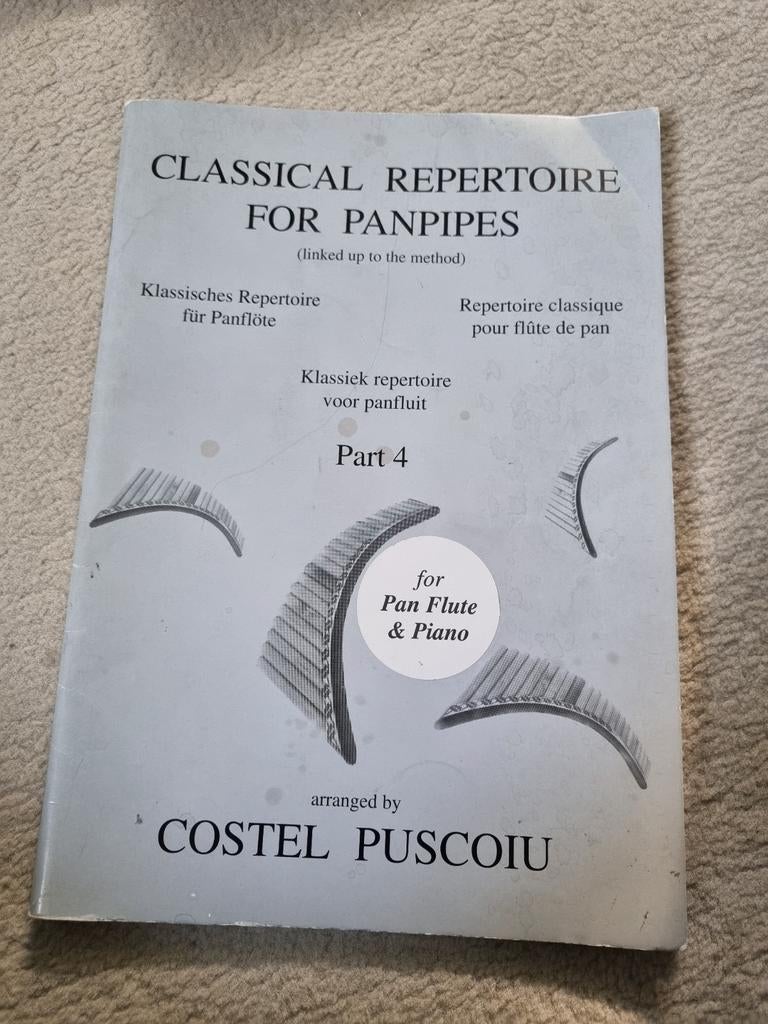 CLASSICAL REPERTOIRE
FOR PANPIPES
(linked up to the method)
Klassisches Repertoire
für Panflöte
Repertoire classique
pour flûte de pan
Klassiek repertoire
voor panfluit
Part 4
for
Pan Flute
& Piano
arranged by
COSTEL PUSCOIU